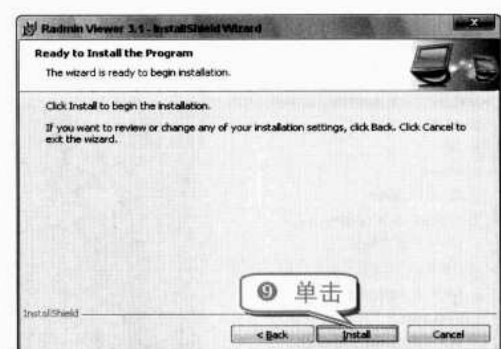 Radmin Viewer 3.1 - InstallShield Wizard
Ready to Install the Program
The wizard is ready to begin installation.
Click Install to begin the installation.
If you want to review or change any of your installation settings, click Back. Click Cancel to
exit the wizard.
❾ 单击
InstallShield
< Back Install Cancel